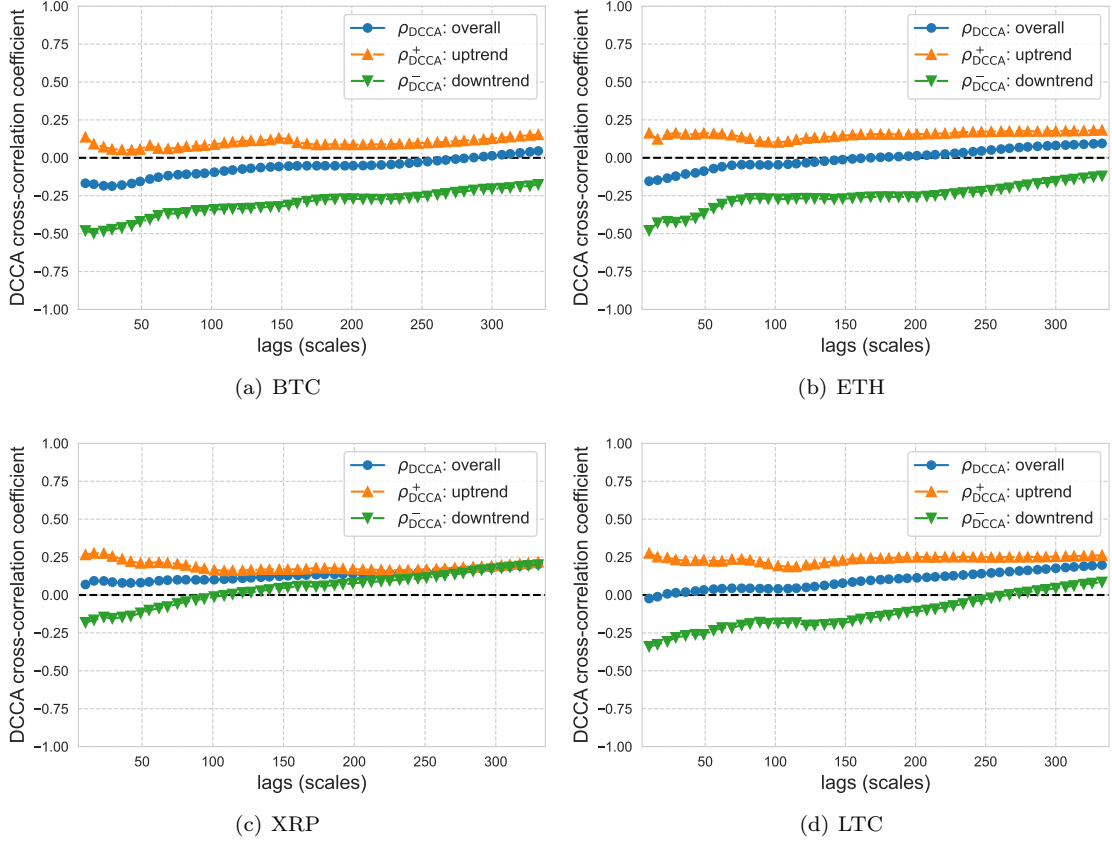 DCCA cross-correlation coefficient
1.00
0.75
0.50
0.25
0.00
−0.25
−0.50
−0.75
−1.00
ρDCCA: overall
ρ+DCCA: uptrend
ρ−DCCA: downtrend
50 100 150 200 250 300
lags (scales)
(a) BTC
DCCA cross-correlation coefficient
1.00
0.75
0.50
0.25
0.00
−0.25
−0.50
−0.75
−1.00
ρDCCA: overall
ρ+DCCA: uptrend
ρ−DCCA: downtrend
50 100 150 200 250 300
lags (scales)
(b) ETH
DCCA cross-correlation coefficient
1.00
0.75
0.50
0.25
0.00
−0.25
−0.50
−0.75
−1.00
ρDCCA: overall
ρ+DCCA: uptrend
ρ−DCCA: downtrend
50 100 150 200 250 300
lags (scales)
(c) XRP
DCCA cross-correlation coefficient
1.00
0.75
0.50
0.25
0.00
−0.25
−0.50
−0.75
−1.00
ρDCCA: overall
ρ+DCCA: uptrend
ρ−DCCA: downtrend
50 100 150 200 250 300
lags (scales)
(d) LTC